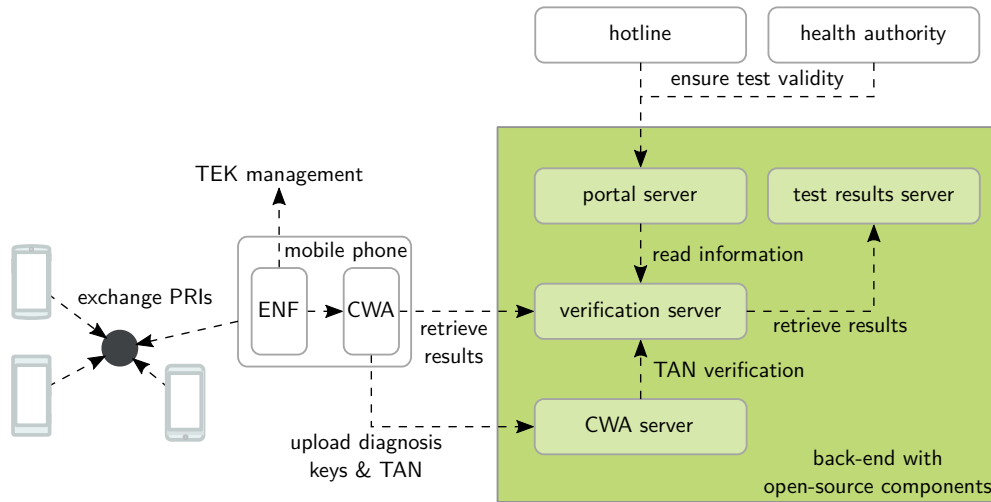 hotline
health authority
ensure test validity
TEK management
portal server
test results server
mobile phone
read information
exchange PRIs
ENF
CWA
verification server
retrieve
results
retrieve results
TAN verification
CWA server
upload diagnosis
keys & TAN
back-end with
open-source components